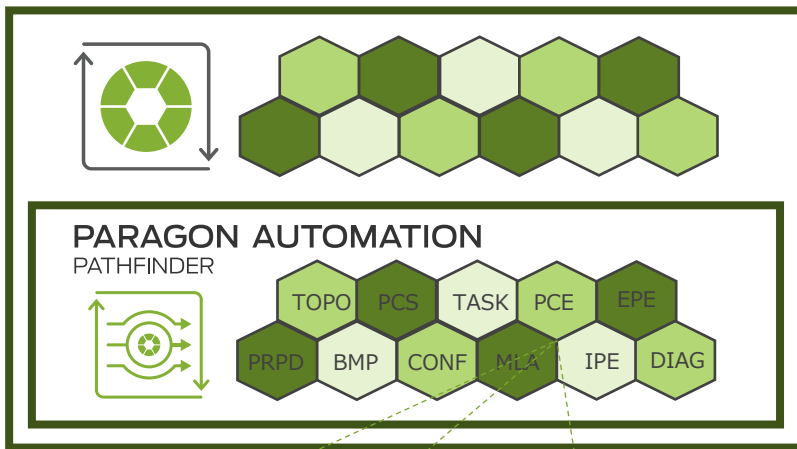 PARAGON AUTOMATION
PATHFINDER
TOPO PCS TASK PCE EPE
PRPD BMP CONF MLA IPE DIAG